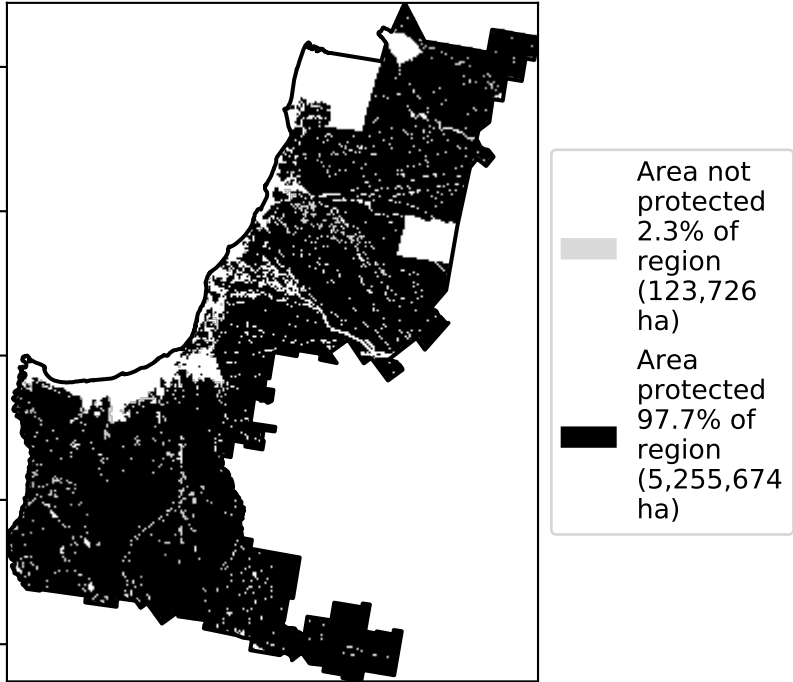 Area not
protected
2.3% of
region
(123,726
ha)
Area
protected
97.7% of
region
(5,255,674
ha)